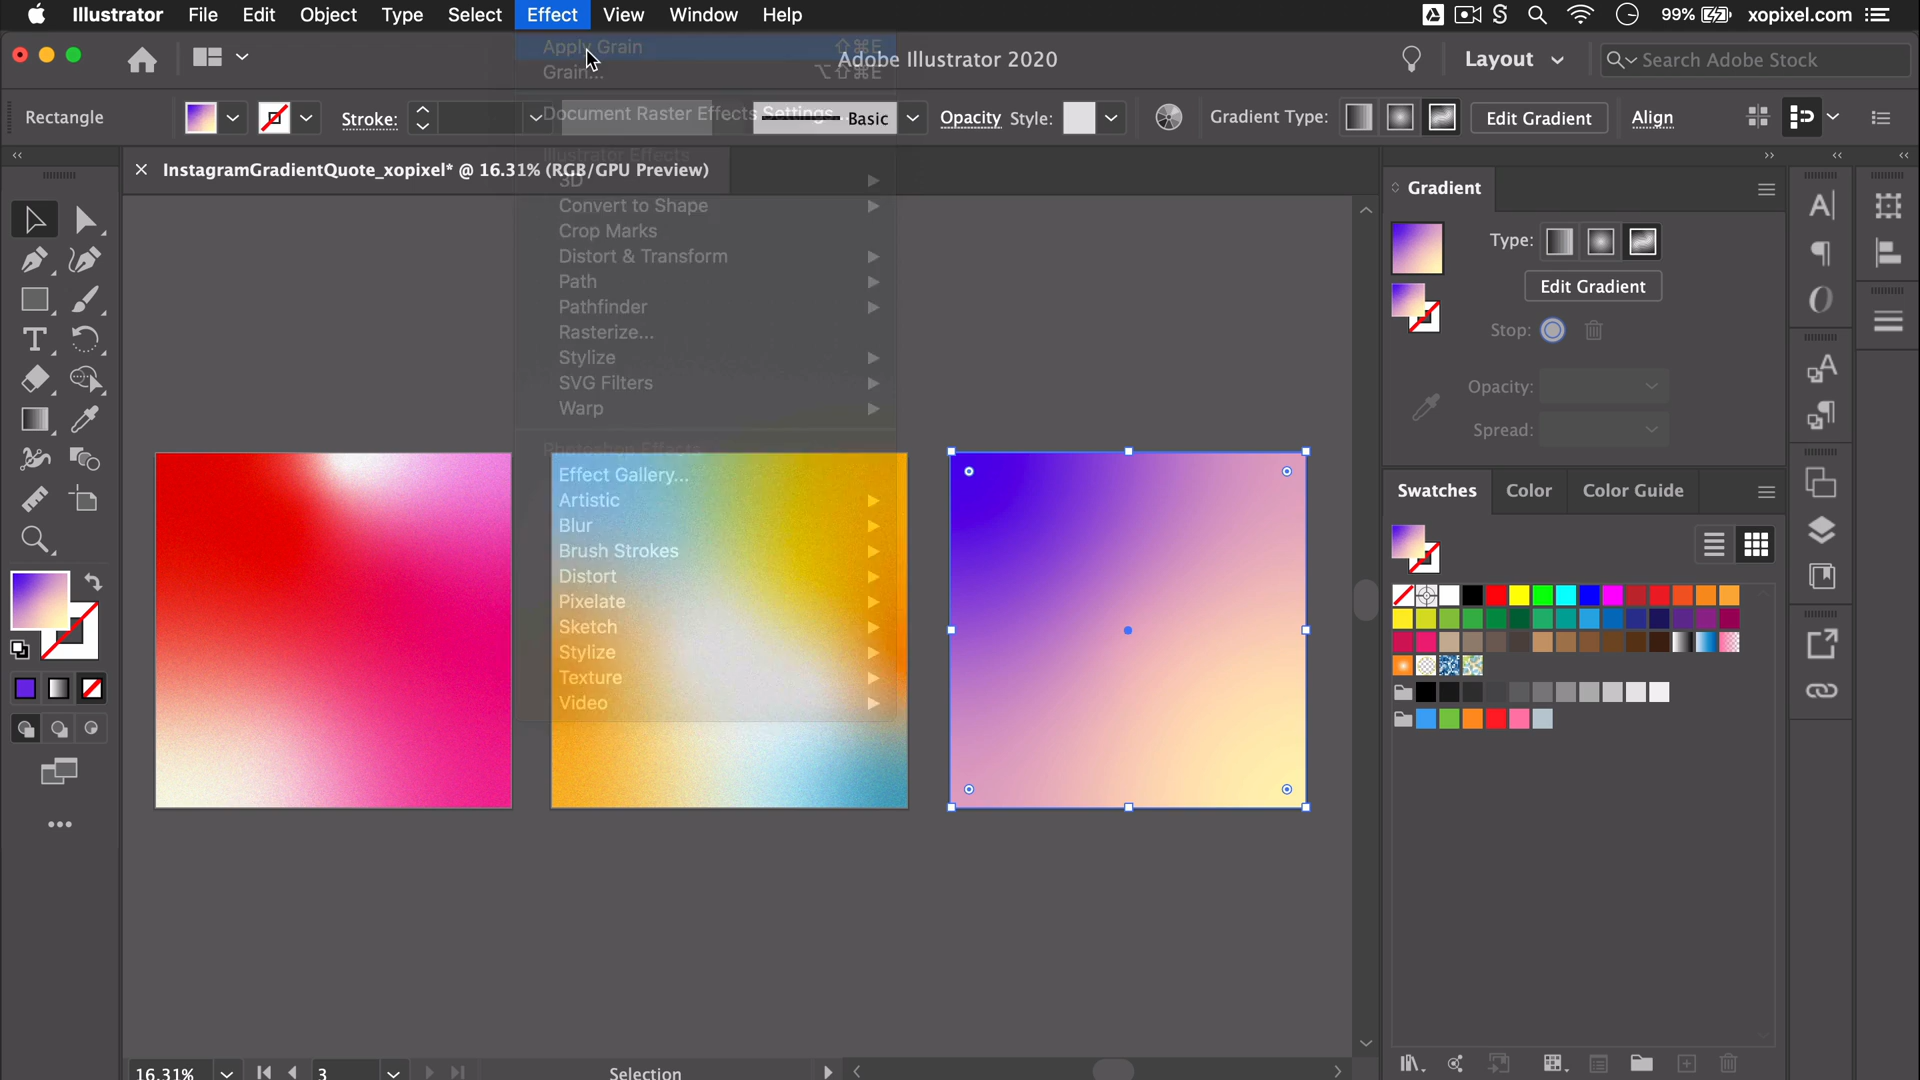 Illustrator File Edit Object Type Select Effect View Window Help 99% xopixel.com
Apply Grain ⇧⌘E
Grain... ⌥⇧⌘E
Adobe Illustrator 2020
Layout
Search Adobe Stock
Rectangle
Stroke:
Document Raster Effects Settings...
Basic
Opacity Style:
Gradient Type:
Edit Gradient
Align
InstagramGradientQuote_xopixel* @ 16.31% (RGB/GPU Preview)
Illustrator Effects
3D
Convert to Shape
Crop Marks
Distort & Transform
Path
Pathfinder
Rasterize...
Stylize
SVG Filters
Warp
Photoshop Effects
Effect Gallery...
Artistic
Blur
Brush Strokes
Distort
Pixelate
Sketch
Stylize
Texture
Video
Gradient
Type:
Edit Gradient
Stop:
Opacity:
Spread:
Swatches Color Color Guide
16.31% 3 Selection